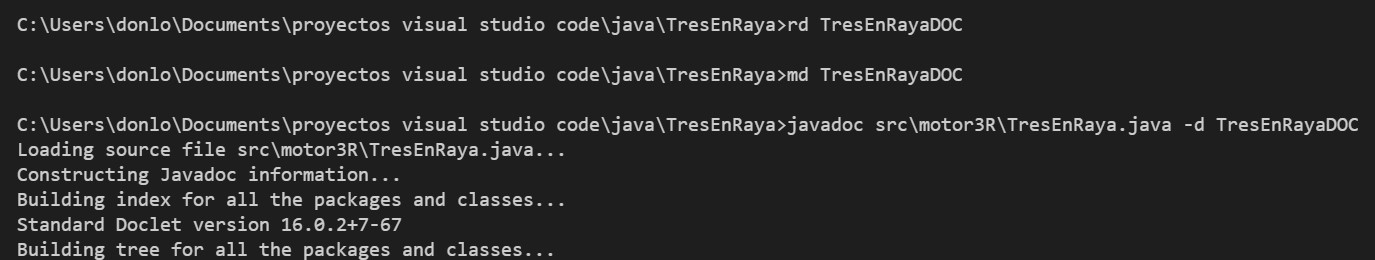 C:\Users\donlo\Documents\proyectos visual studio code\java\TresEnRaya>rd TresEnRayaDOC
C:\Users\donlo\Documents\proyectos visual studio code\java\TresEnRaya>md TresEnRayaDOC
C:\Users\donlo\Documents\proyectos visual studio code\java\TresEnRaya>javadoc src\motor3R\TresEnRaya.java -d TresEnRayaDOC
Loading source file src\motor3R\TresEnRaya.java...
Constructing Javadoc information...
Building index for all the packages and classes...
Standard Doclet version 16.0.2+7-67
Building tree for all the packages and classes...